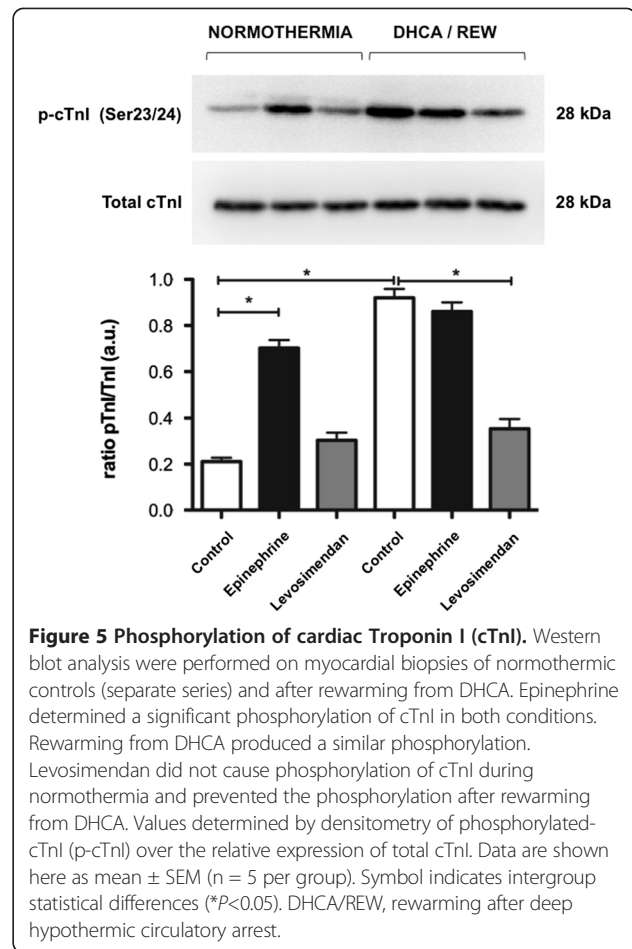 NORMOTHERMIA DHCA / REW
p-cTnI (Ser23/24) 28 kDa
Total cTnI 28 kDa
* *
*
ratio pTnI/TnI (a.u.)
1.0
0.8
0.6
0.4
0.2
0.0
Control Epinephrine Levosimendan Control Epinephrine Levosimendan
Figure 5 Phosphorylation of cardiac Troponin I (cTnI). Western
blot analysis were performed on myocardial biopsies of normothermic
controls (separate series) and after rewarming from DHCA. Epinephrine
determined a significant phosphorylation of cTnI in both conditions.
Rewarming from DHCA produced a similar phosphorylation.
Levosimendan did not cause phosphorylation of cTnI during
normothermia and prevented the phosphorylation after rewarming
from DHCA. Values determined by densitometry of phosphorylated-
cTnI (p-cTnI) over the relative expression of total cTnI. Data are shown
here as mean ± SEM (n = 5 per group). Symbol indicates intergroup
statistical differences (*P<0.05). DHCA/REW, rewarming after deep
hypothermic circulatory arrest.